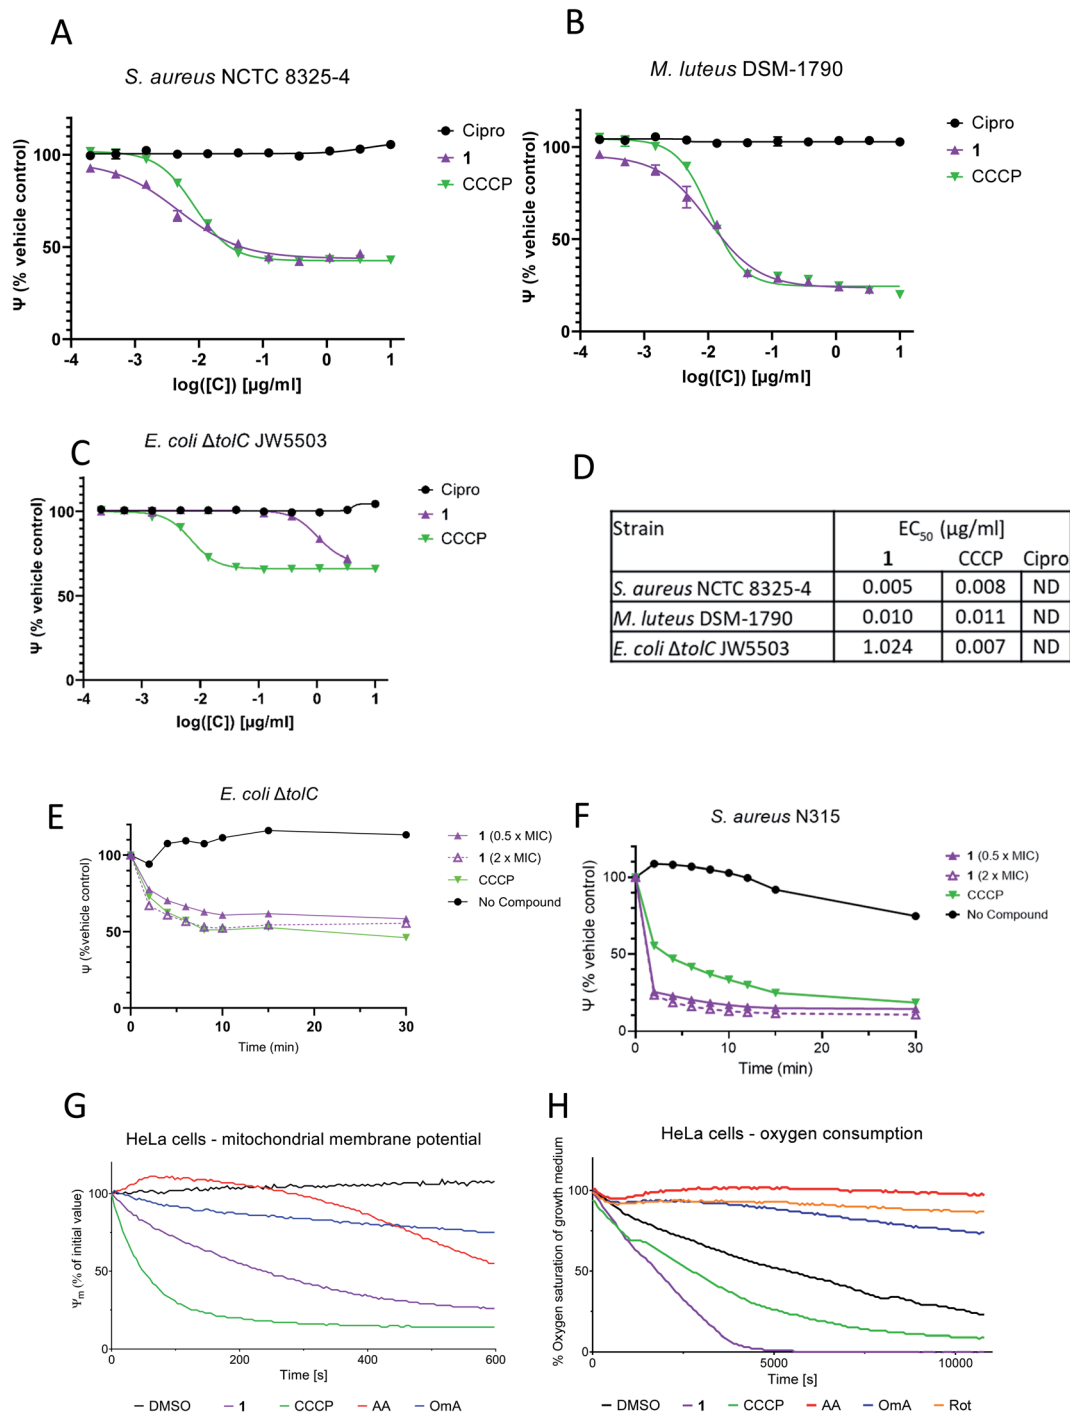 A
S. aureus NCTC 8325-4
Ψ (% vehicle control)
100
50
0
-4 -3 -2 -1 0 1
log([C]) [µg/ml]
Cipro
1
CCCP
B
M. luteus DSM-1790
Ψ (% vehicle control)
100
50
0
-4 -3 -2 -1 0 1
log([C]) [µg/ml]
Cipro
1
CCCP
C
E. coli ΔtolC JW5503
Ψ (% vehicle control)
100
50
0
-4 -3 -2 -1 0 1
log([C]) [µg/ml]
Cipro
1
CCCP
D
Strain EC50 (µg/ml]
1 CCCP Cipro
S. aureus NCTC 8325-4 0.005 0.008 ND
M. luteus DSM-1790 0.010 0.011 ND
E. coli ΔtolC JW5503 1.024 0.007 ND
E
E. coli ΔtolC
Ψ (%vehicle control)
100
50
0
0 10 20 30
Time (min)
1 (0.5 x MIC)
1 (2 x MIC)
CCCP
No Compound
F
S. aureus N315
Ψ (% vehicle control)
100
50
0
0 10 20 30
Time (min)
1 (0.5 x MIC)
1 (2 x MIC)
CCCP
No Compound
G
HeLa cells - mitochondrial membrane potential
Ψm (% of initial value)
100
50
0
0 200 400 600
Time [s]
DMSO 1 CCCP AA OmA
H
HeLa cells - oxygen consumption
% Oxygen saturation of growth medium
100
50
0
0 5000 10000
Time [s]
DMSO 1 CCCP AA OmA Rot